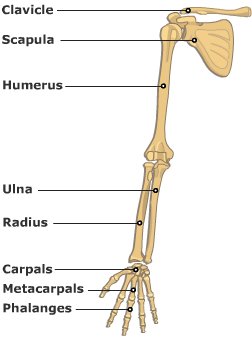 Clavicle
Scapula
Humerus
Ulna
Radius
Carpals
Metacarpals
Phalanges